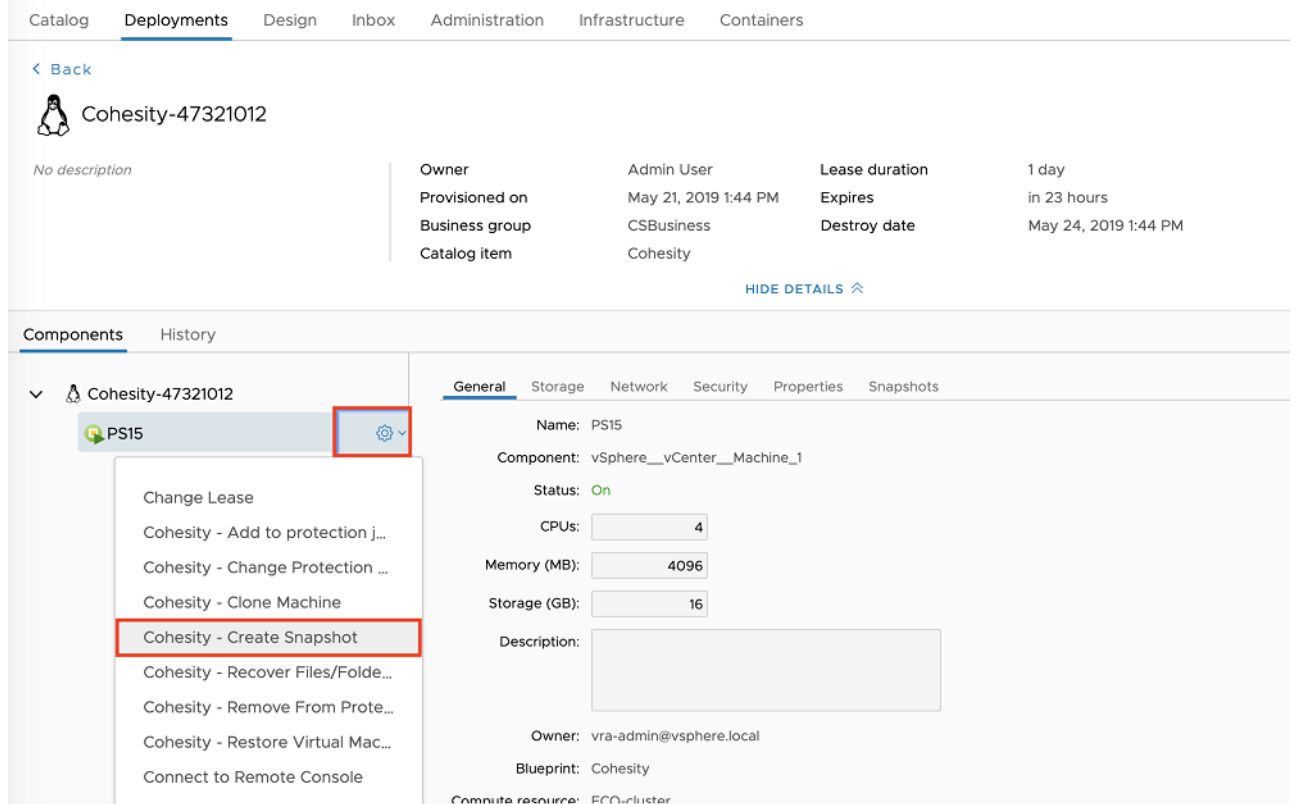 Catalog Deployments Design Inbox Administration Infrastructure Containers
Back
Cohesity-47321012
No description
Owner Admin User Lease duration 1 day
Provisioned on May 21, 2019 1:44 PM Expires in 23 hours
Business group CSBusiness Destroy date May 24, 2019 1:44 PM
Catalog item Cohesity
HIDE DETAILS
Components History
Cohesity-47321012
PS15
Change Lease
Cohesity - Add to protection j...
Cohesity - Change Protection ...
Cohesity - Clone Machine
Cohesity - Create Snapshot
Cohesity - Recover Files/Folde...
Cohesity - Remove From Prote...
Cohesity - Restore Virtual Mac...
Connect to Remote Console
General Storage Network Security Properties Snapshots
Name: PS15
Component: vSphere__vCenter__Machine_1
Status: On
CPUs: 4
Memory (MB): 4096
Storage (GB): 16
Description:
Owner: vra-admin@vsphere.local
Blueprint: Cohesity
Compute resource: ECO-cluster